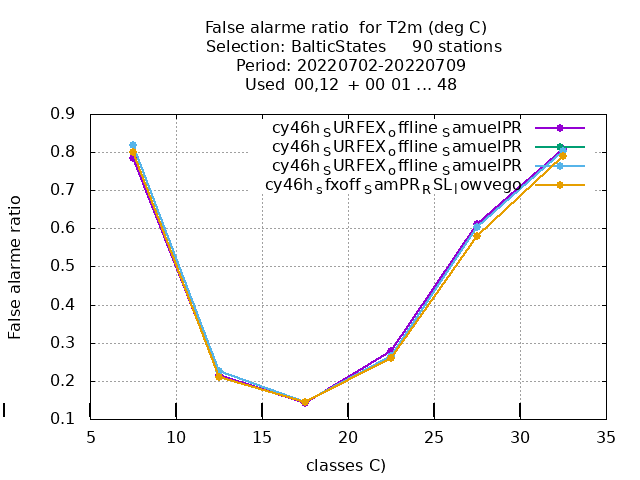 False alarme ratio  for T2m (deg C)
Selection: BalticStates     90 stations
Period: 20220702-20220709
Used  00,12  + 00 01 ... 48
cy46h_SURFEX_offline_SamuelPR
cy46h_SURFEX_offline_SamuelPR
cy46h_SURFEX_offline_SamuelPR
cy46h_sfxoff_SamPR_RSL_lowvego
False alarme ratio
0.9
0.8
0.7
0.6
0.5
0.4
0.3
0.2
0.1
5 10 15 20 25 30 35
classes C)